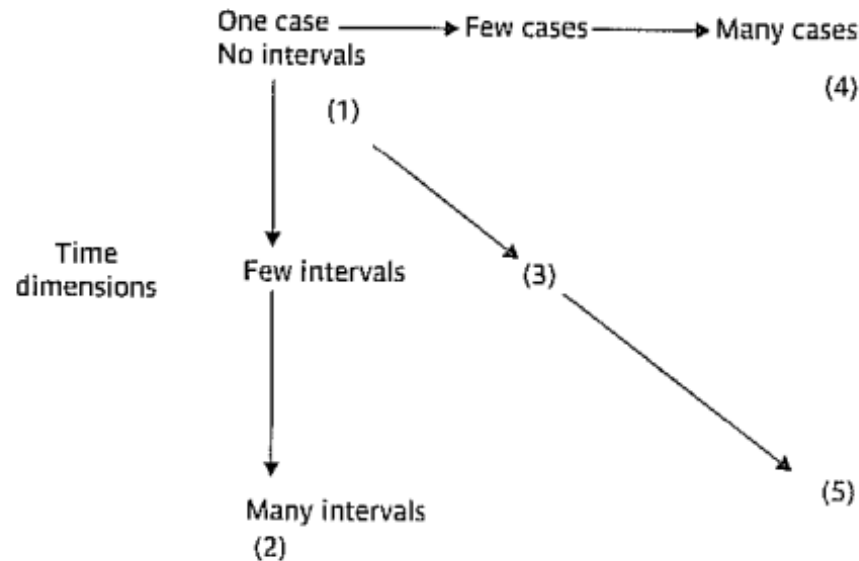 One case Few cases Many cases
No intervals
(4)
(1)
Time
dimensions
Few intervals
(3)
(5)
Many intervals
(2)